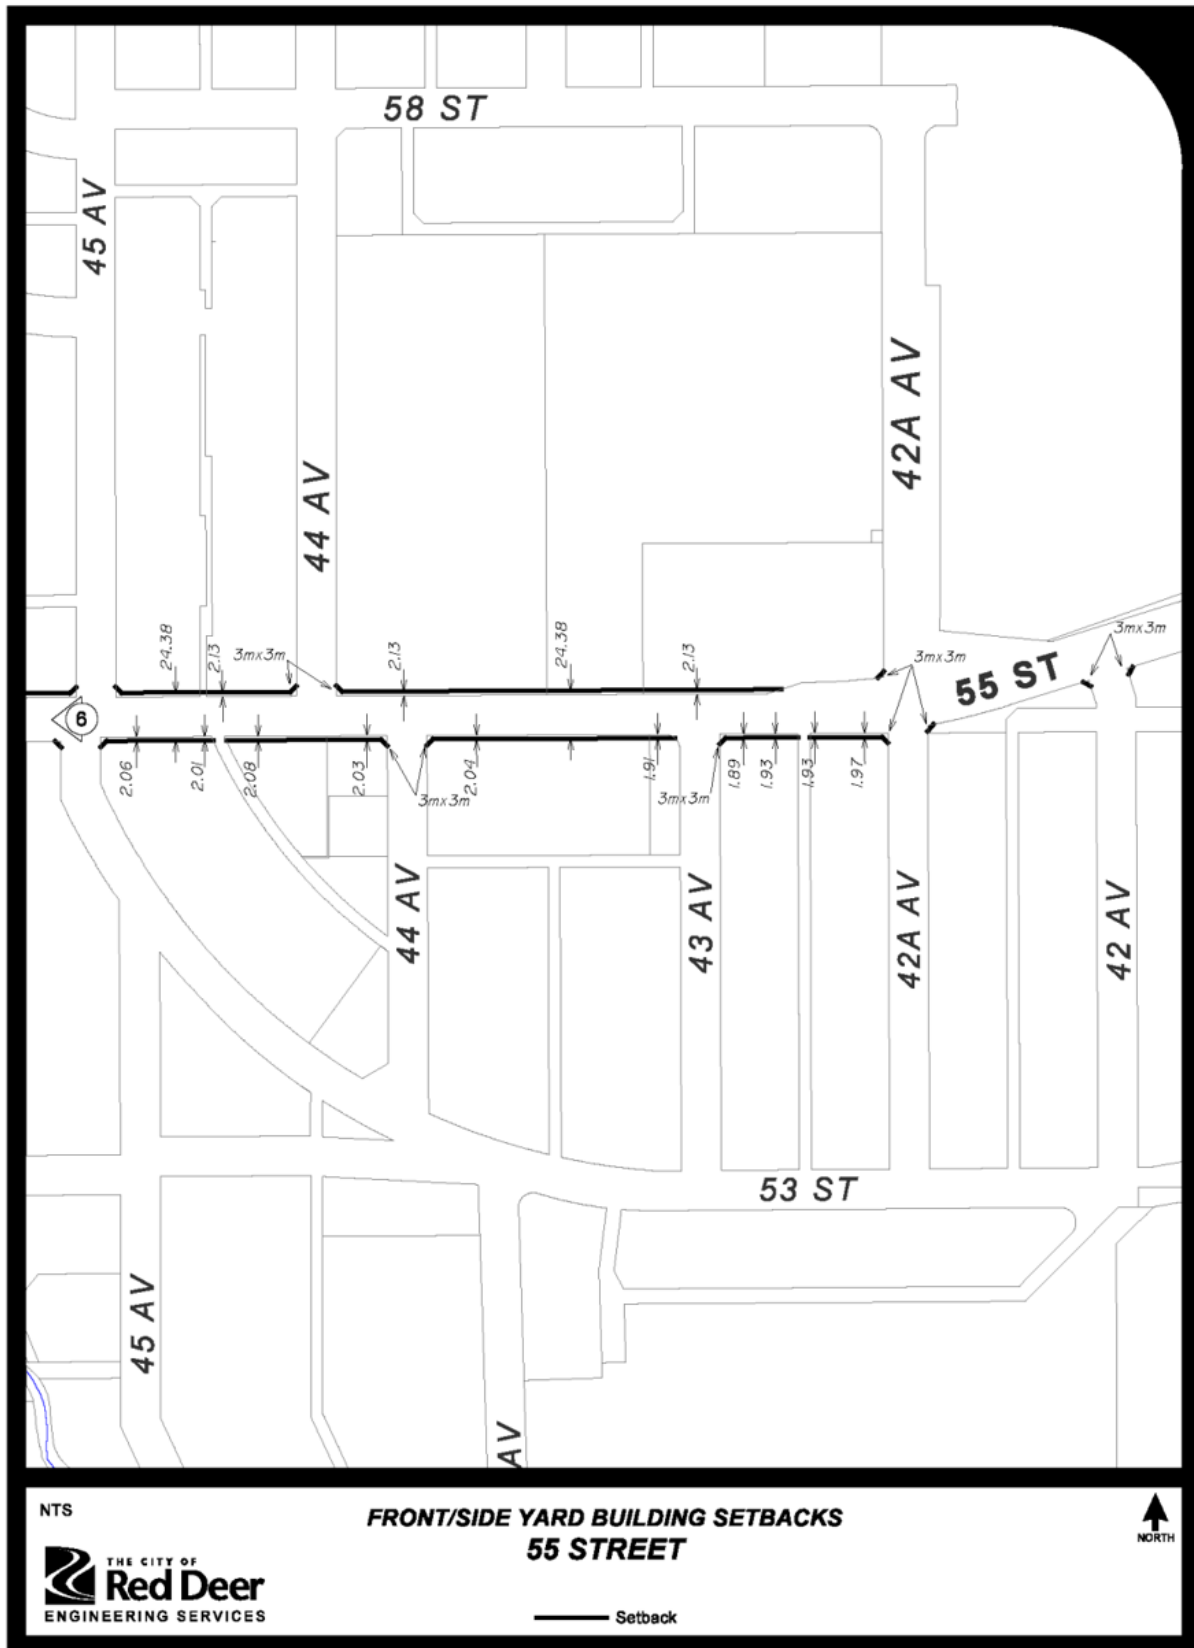 58 ST
45 AV
42A AV
44 AV
24.38
2.13
3mx3m
2.13
24.38
2.13
3mx3m
3mx3m
55 ST
6
2.06
2.01
2.08
2.03
3mx3m
2.04
1.91
3mx3m
1.89
1.93
1.93
1.97
44 AV
43 AV
42A AV
42 AV
53 ST
45 AV
AV
NTS
FRONT/SIDE YARD BUILDING SETBACKS
55 STREET
NORTH
THE CITY OF
Red Deer
ENGINEERING SERVICES
Setback